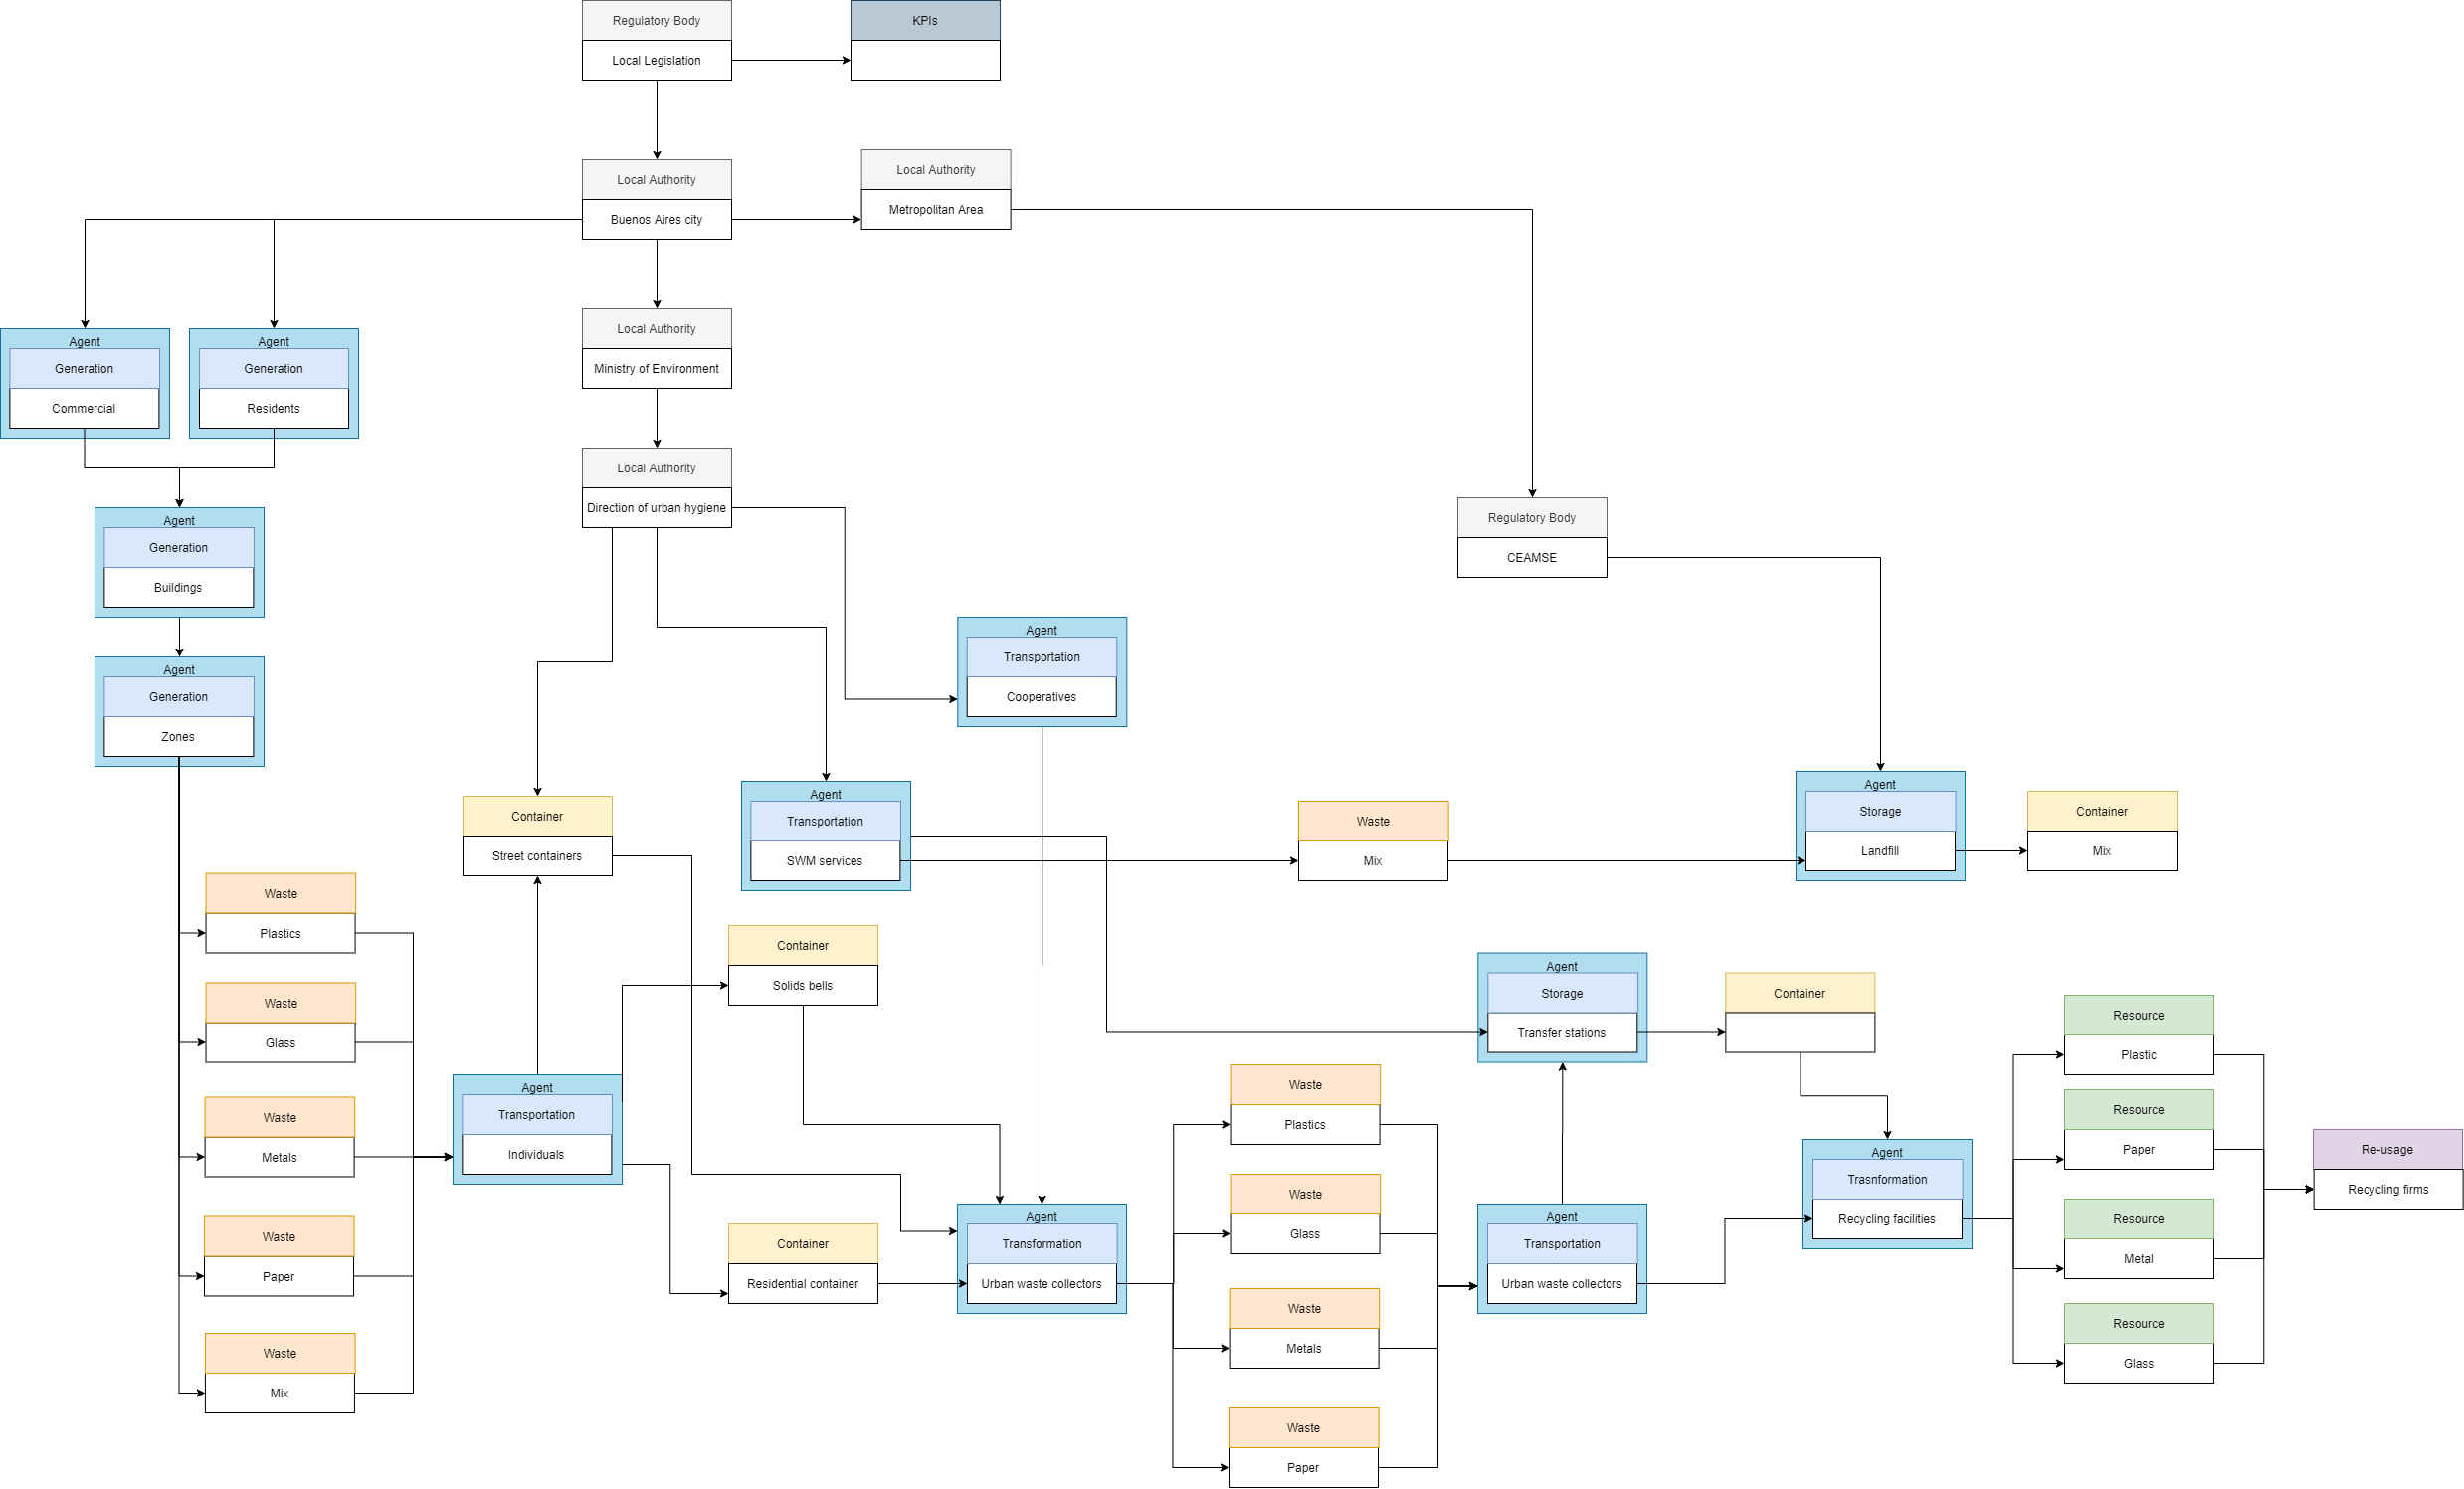 Regulatory Body
Local Legislation
KPIs
Local Authority
Buenos Aires city
Local Authority
Metropolitan Area
Local Authority
Ministry of Environment
Agent
Generation
Commercial
Agent
Generation
Residents
Local Authority
Direction of urban hygiene
Regulatory Body
CEAMSE
Agent
Generation
Buildings
Agent
Generation
Zones
Agent
Transportation
Cooperatives
Container
Street containers
Agent
Transportation
SWM services
Waste
Mix
Agent
Storage
Landfill
Container
Mix
Waste
Plastics
Waste
Glass
Waste
Metals
Waste
Paper
Waste
Mix
Agent
Transportation
Individuals
Container
Solids bells
Container
Residential container
Agent
Transformation
Urban waste collectors
Waste
Plastics
Waste
Glass
Waste
Metals
Waste
Paper
Agent
Storage
Transfer stations
Container
Agent
Transportation
Urban waste collectors
Agent
Trasnformation
Recycling facilities
Resource
Plastic
Resource
Paper
Resource
Metal
Resource
Glass
Re-usage
Recycling firms